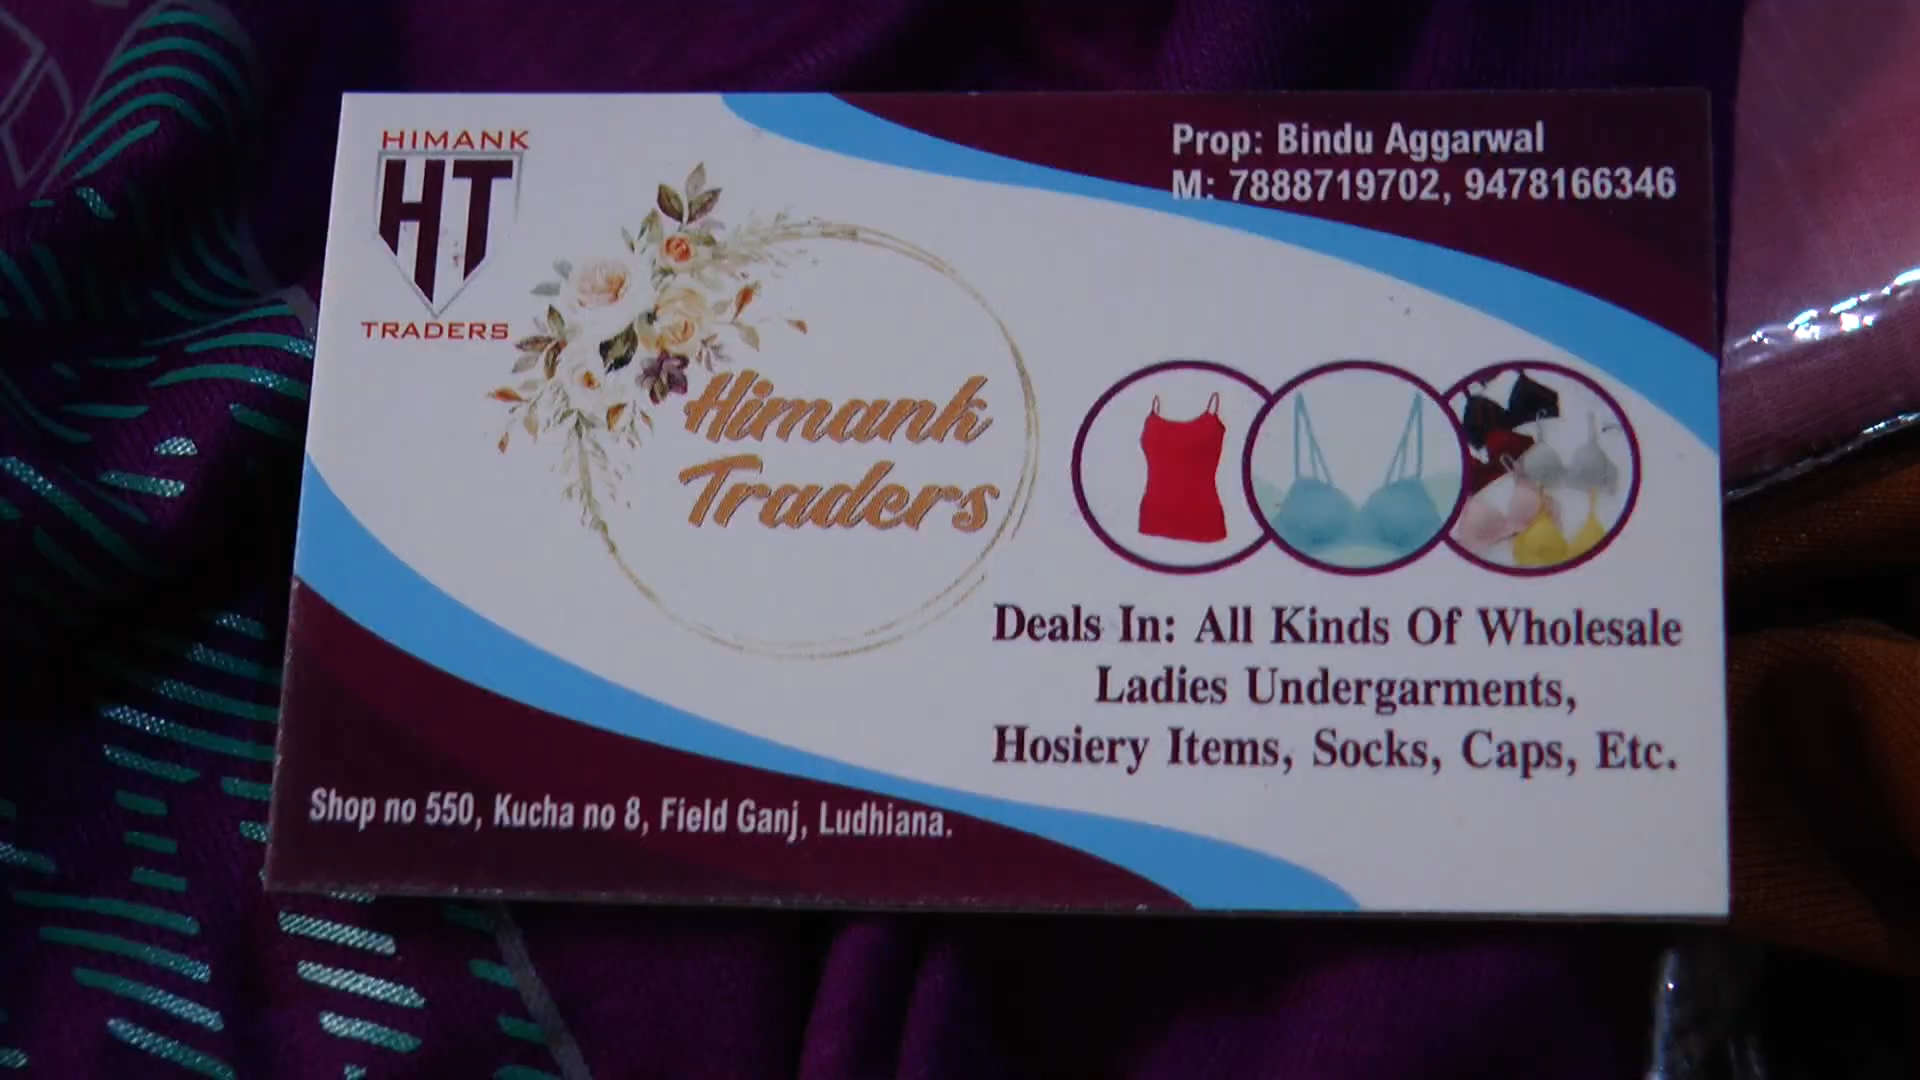 HIMANK
HT
TRADERS
Prop: Bindu Aggarwal
M: 7888719702, 9478166346
Himank
Traders
Deals In: All Kinds Of Wholesale
Ladies Undergarments,
Hosiery Items, Socks, Caps, Etc.
Shop no 550, Kucha no 8, Field Ganj, Ludhiana.